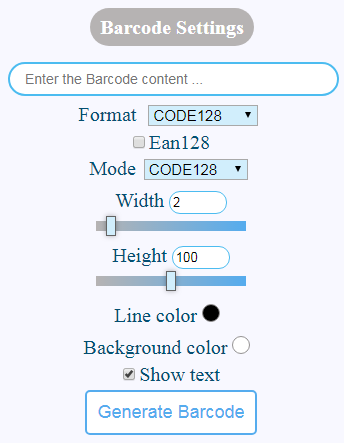 Barcode Settings
Enter the Barcode content ...
Format CODE128
Ean128
Mode CODE128
Width 2
Height 100
Line color
Background color
Show text
Generate Barcode